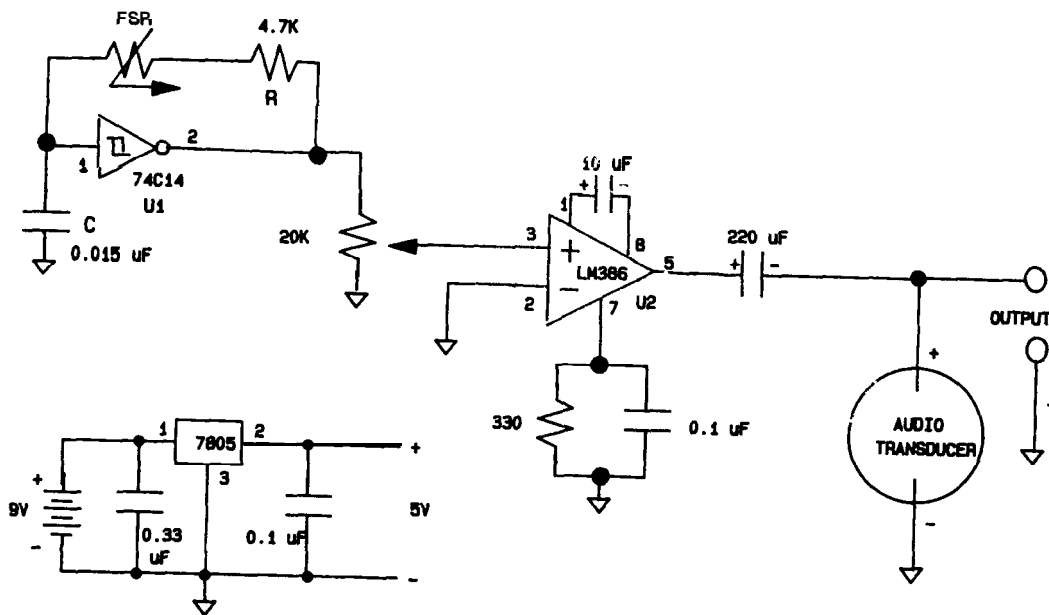 FSR
4.7K
R
1
2
74C14
U1
C
0.015 uF
20K
10 uF
+ -
1
8
3
+
LM386
-
2
7
5
U2
220 uF
+ -
OUTPUT
330
0.1 uF
+
AUDIO
TRANSDUCER
-
1
7805
2
3
+
9V
-
0.33
uF
0.1 uF
+
5V
-